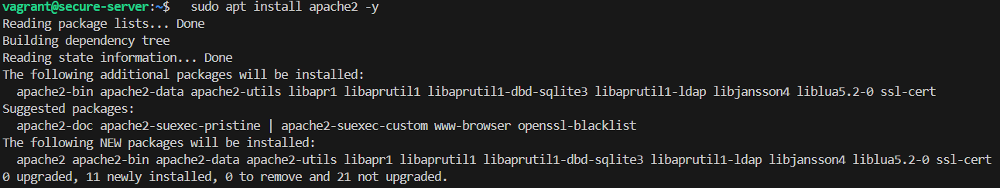 vagrant@secure-server:~$   sudo apt install apache2 -y
Reading package lists... Done
Building dependency tree
Reading state information... Done
The following additional packages will be installed:
  apache2-bin apache2-data apache2-utils libapr1 libaprutil1 libaprutil1-dbd-sqlite3 libaprutil1-ldap libjansson4 liblua5.2-0 ssl-cert
Suggested packages:
  apache2-doc apache2-suexec-pristine | apache2-suexec-custom www-browser openssl-blacklist
The following NEW packages will be installed:
  apache2 apache2-bin apache2-data apache2-utils libapr1 libaprutil1 libaprutil1-dbd-sqlite3 libaprutil1-ldap libjansson4 liblua5.2-0 ssl-cert
0 upgraded, 11 newly installed, 0 to remove and 21 not upgraded.